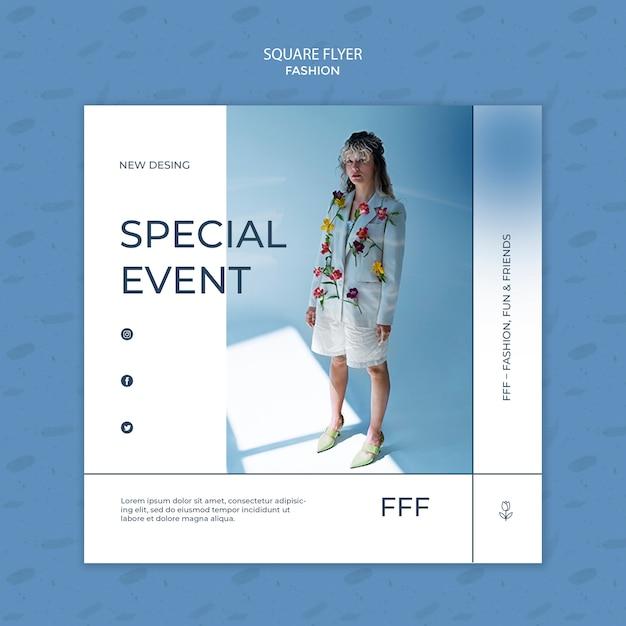 SQUARE FLYER
FASHION
NEW DESING
SPECIAL
EVENT
FFF – FASHION, FUN & FRIENDS
Lorem ipsum dolor sit amet, consectetur adipisic-
ing elit, sed do eiusmod tempor incididunt ut
labore et dolore magna aliqua.
FFF